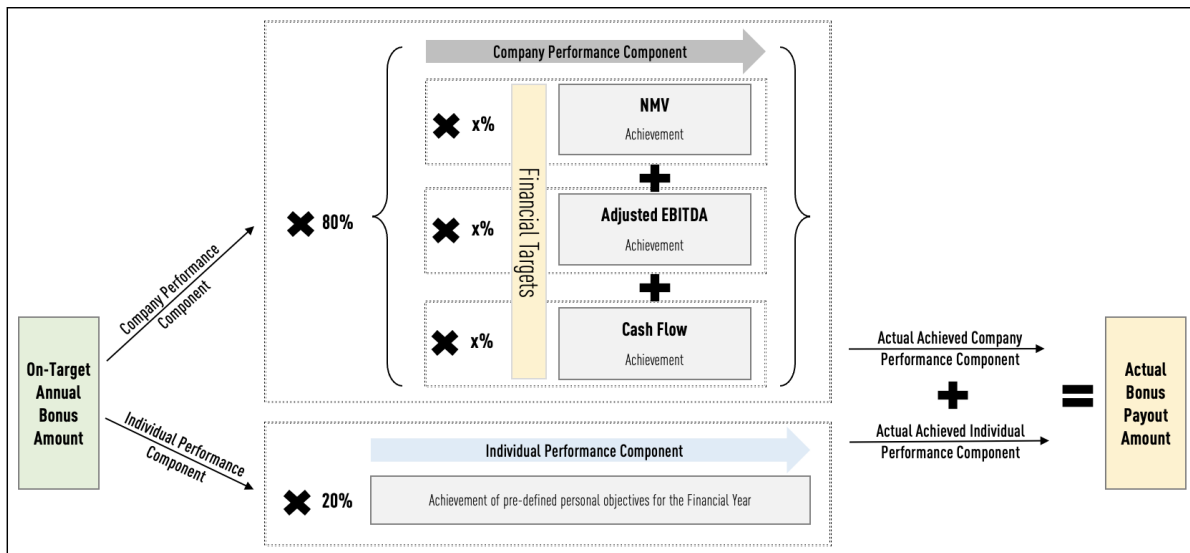 Company Performance Component
x%
NMV
Achievement
Financial Targets
80%
x%
Adjusted EBITDA
Achievement
x%
Cash Flow
Achievement
Company Performance
Component
On-Target
Annual
Bonus
Amount
Individual Performance
Component
20%
Individual Performance Component
Achievement of pre-defined personal objectives for the Financial Year
Actual Achieved Company
Performance Component
Actual Achieved Individual
Performance Component
Actual
Bonus
Payout
Amount